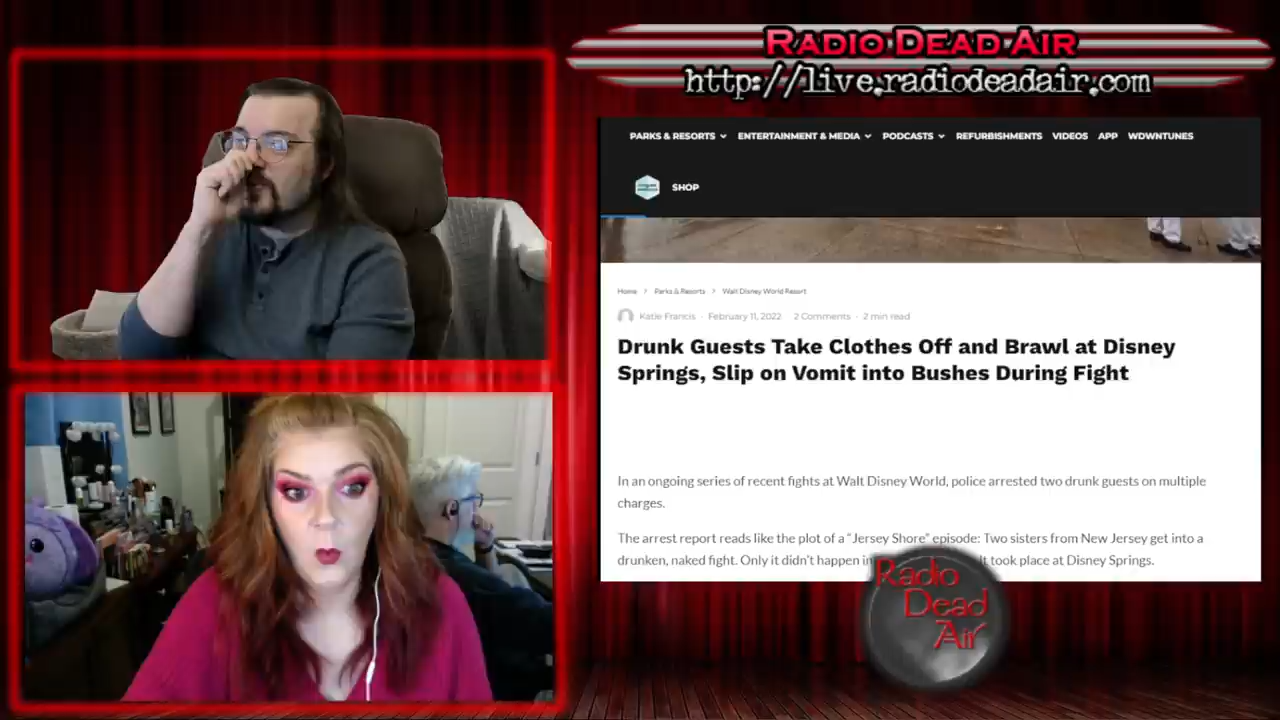 RADIO DEAD AIR
http://live.radiodeadair.com
PARKS & RESORTS ENTERTAINMENT & MEDIA PODCASTS REFURBISHMENTS VIDEOS APP WDWNTUNES
SHOP
Home > Parks & Resorts > Walt Disney World Resort
Katie Francis · February 11, 2022 2 Comments · 2 min read
Drunk Guests Take Clothes Off and Brawl at Disney
Springs, Slip on Vomit into Bushes During Fight
In an ongoing series of recent fights at Walt Disney World, police arrested two drunk guests on multiple
charges.
The arrest report reads like the plot of a “Jersey Shore” episode: Two sisters from New Jersey get into a
drunken, naked fight. Only it didn't happen in It took place at Disney Springs.
Radio
Dead
Air